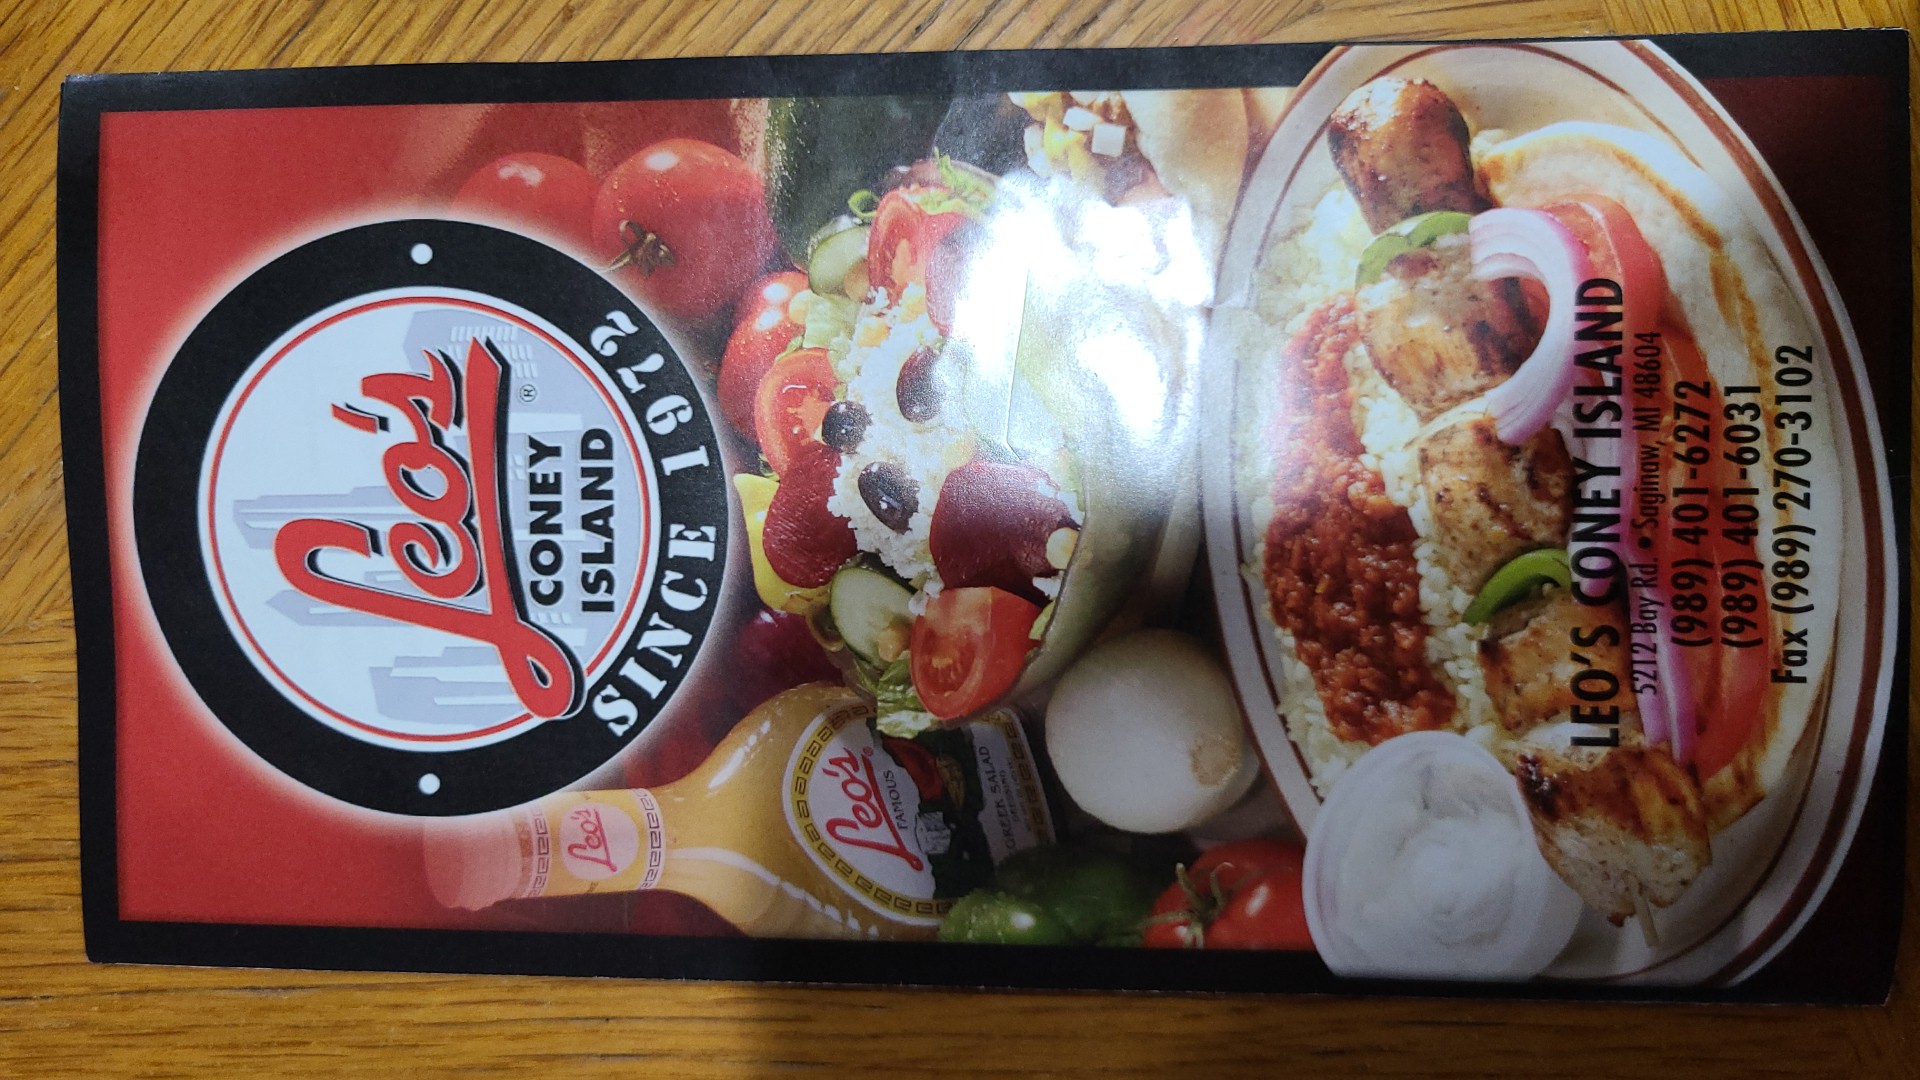 Leo's®
CONEY
ISLAND
SINCE 1972
Leo's
Leo's®
FAMOUS
GREEK SALAD
DRESSING
LEO'S CONEY ISLAND
5212 Bay Rd. • Saginaw, MI 48604
(989) 401-6272
(989) 401-6031
Fax (989) 270-3102